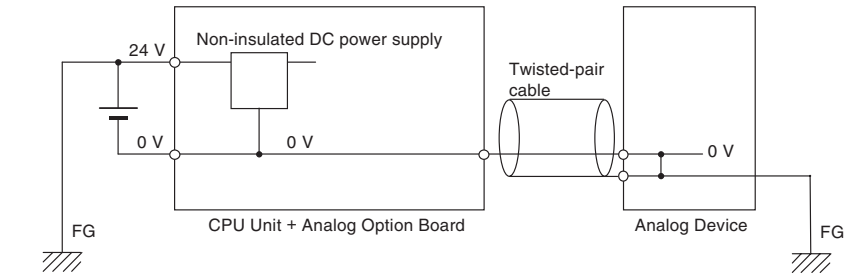 Non-insulated DC power supply
24 V
Twisted-pair
cable
0 V
0 V
0 V
CPU Unit + Analog Option Board
Analog Device
FG
FG